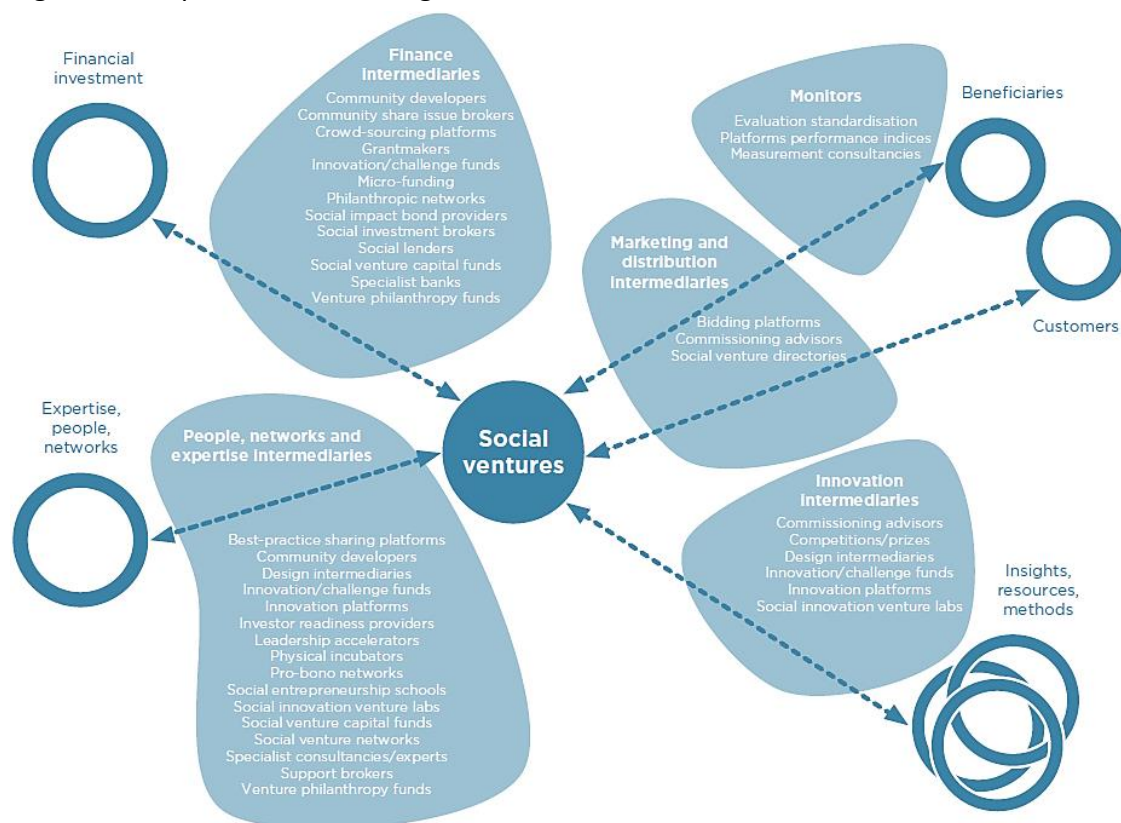 Financial
investment
Finance
intermediaries
Community developers
Community share issue brokers
Crowd-sourcing platforms
Grantmakers
Innovation/challenge funds
Micro-funding
Philanthropic networks
Social impact bond providers
Social investment brokers
Social lenders
Social venture capital funds
Specialist banks
Venture philanthropy funds
Monitors
Evaluation standardisation
Platforms performance indices
Measurement consultancies
Beneficiaries
Marketing and
distribution
intermediaries
Bidding platforms
Commissioning advisors
Social venture directories
Customers
Expertise,
people,
networks
People, networks and
expertise intermediaries
Best-practice sharing platforms
Community developers
Design intermediaries
Innovation/challenge funds
Innovation platforms
Investor readiness providers
Leadership accelerators
Physical incubators
Pro-bono networks
Social entrepreneurship schools
Social innovation venture labs
Social venture capital funds
Social venture networks
Specialist consultancies/experts
Support brokers
Venture philanthropy funds
Social
ventures
Innovation
intermediaries
Commissioning advisors
Competitions/prizes
Design intermediaries
Innovation/challenge funds
Innovation platforms
Social innovation venture labs
Insights,
resources,
methods